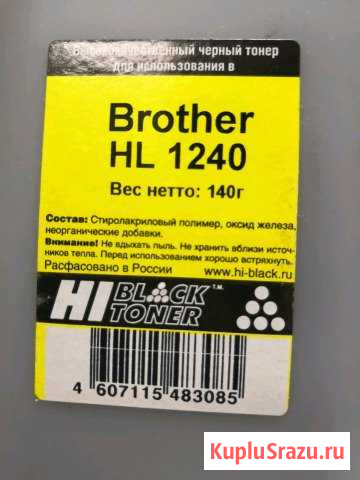 Высококачественный черный тонер
для использования в
Brother
HL 1240
Вес нетто: 140г
Состав: Стиролакриловый полимер, оксид железа,
неорганические добавки.
Внимание! Не вдыхать пыль. Не хранить вблизи источ-
ников тепла. Перед использованием хорошо встряхнуть.
Расфасовано в России www.hi-black.ru
HI BLACK T.M.
TONER
4 607115 483085
KupluSrazu.ru